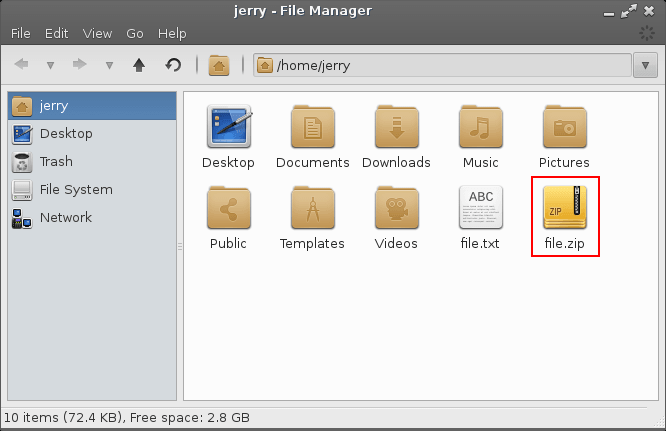 jerry - File Manager
File Edit View Go Help
/home/jerry
jerry
Desktop
Trash
File System
Network
Desktop Documents Downloads Music Pictures
ABC
ZIP
Public Templates Videos file.txt file.zip
10 items (72.4 KB), Free space: 2.8 GB